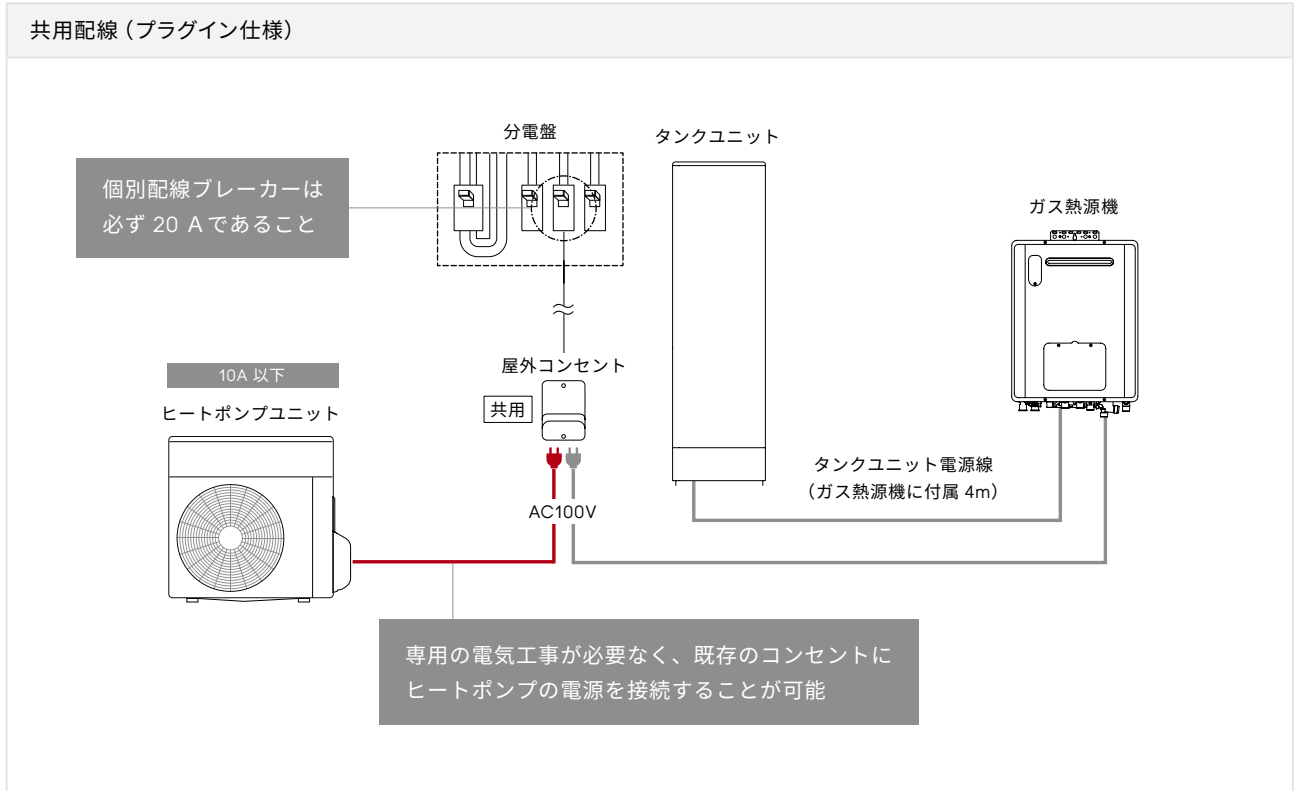 共用配線（プラグイン仕様）
分電盤
タンクユニット
個別配線ブレーカーは
必ず 20 Aであること
ガス熱源機
屋外コンセント
10A 以下
共用
ヒートポンプユニット
タンクユニット電源線
（ガス熱源機に付属 4m）
AC100V
専用の電気工事が必要なく、既存のコンセントに
ヒートポンプの電源を接続することが可能